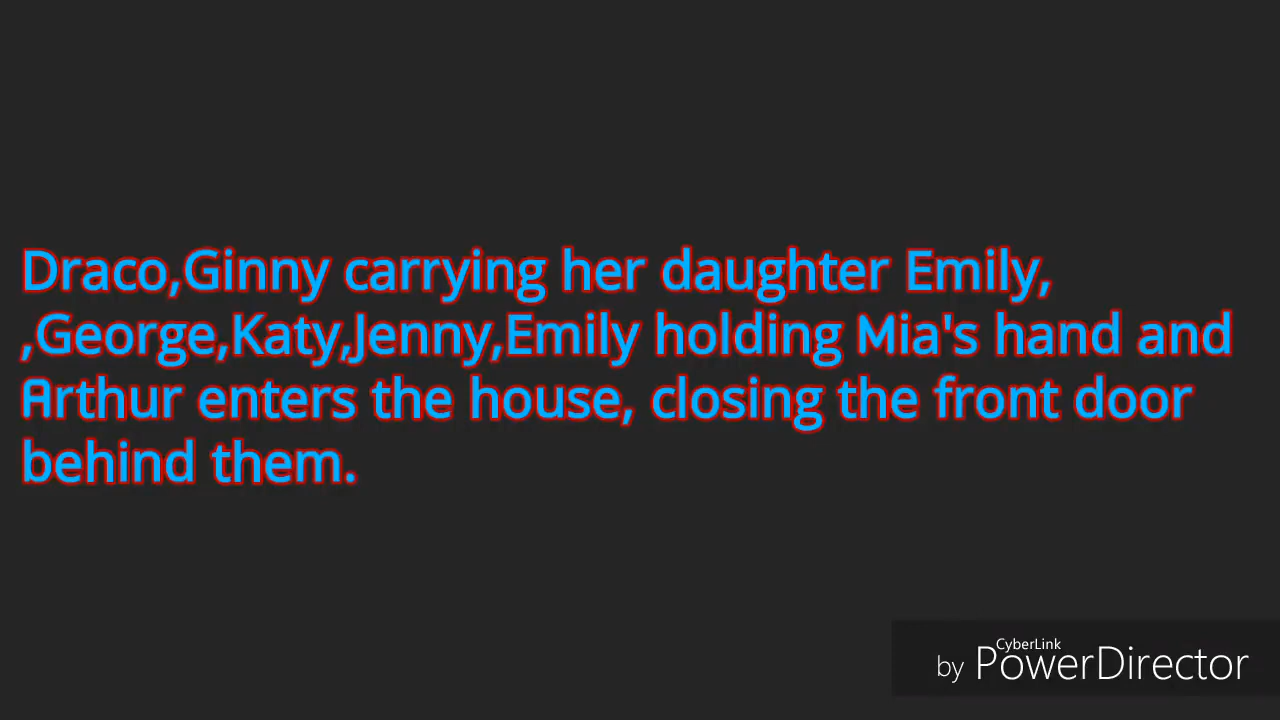 Draco,Ginny carrying her daughter Emily,
,George,Katy,Jenny,Emily holding Mia's hand and
Arthur enters the house, closing the front door
behind them.
CyberLink
by PowerDirector